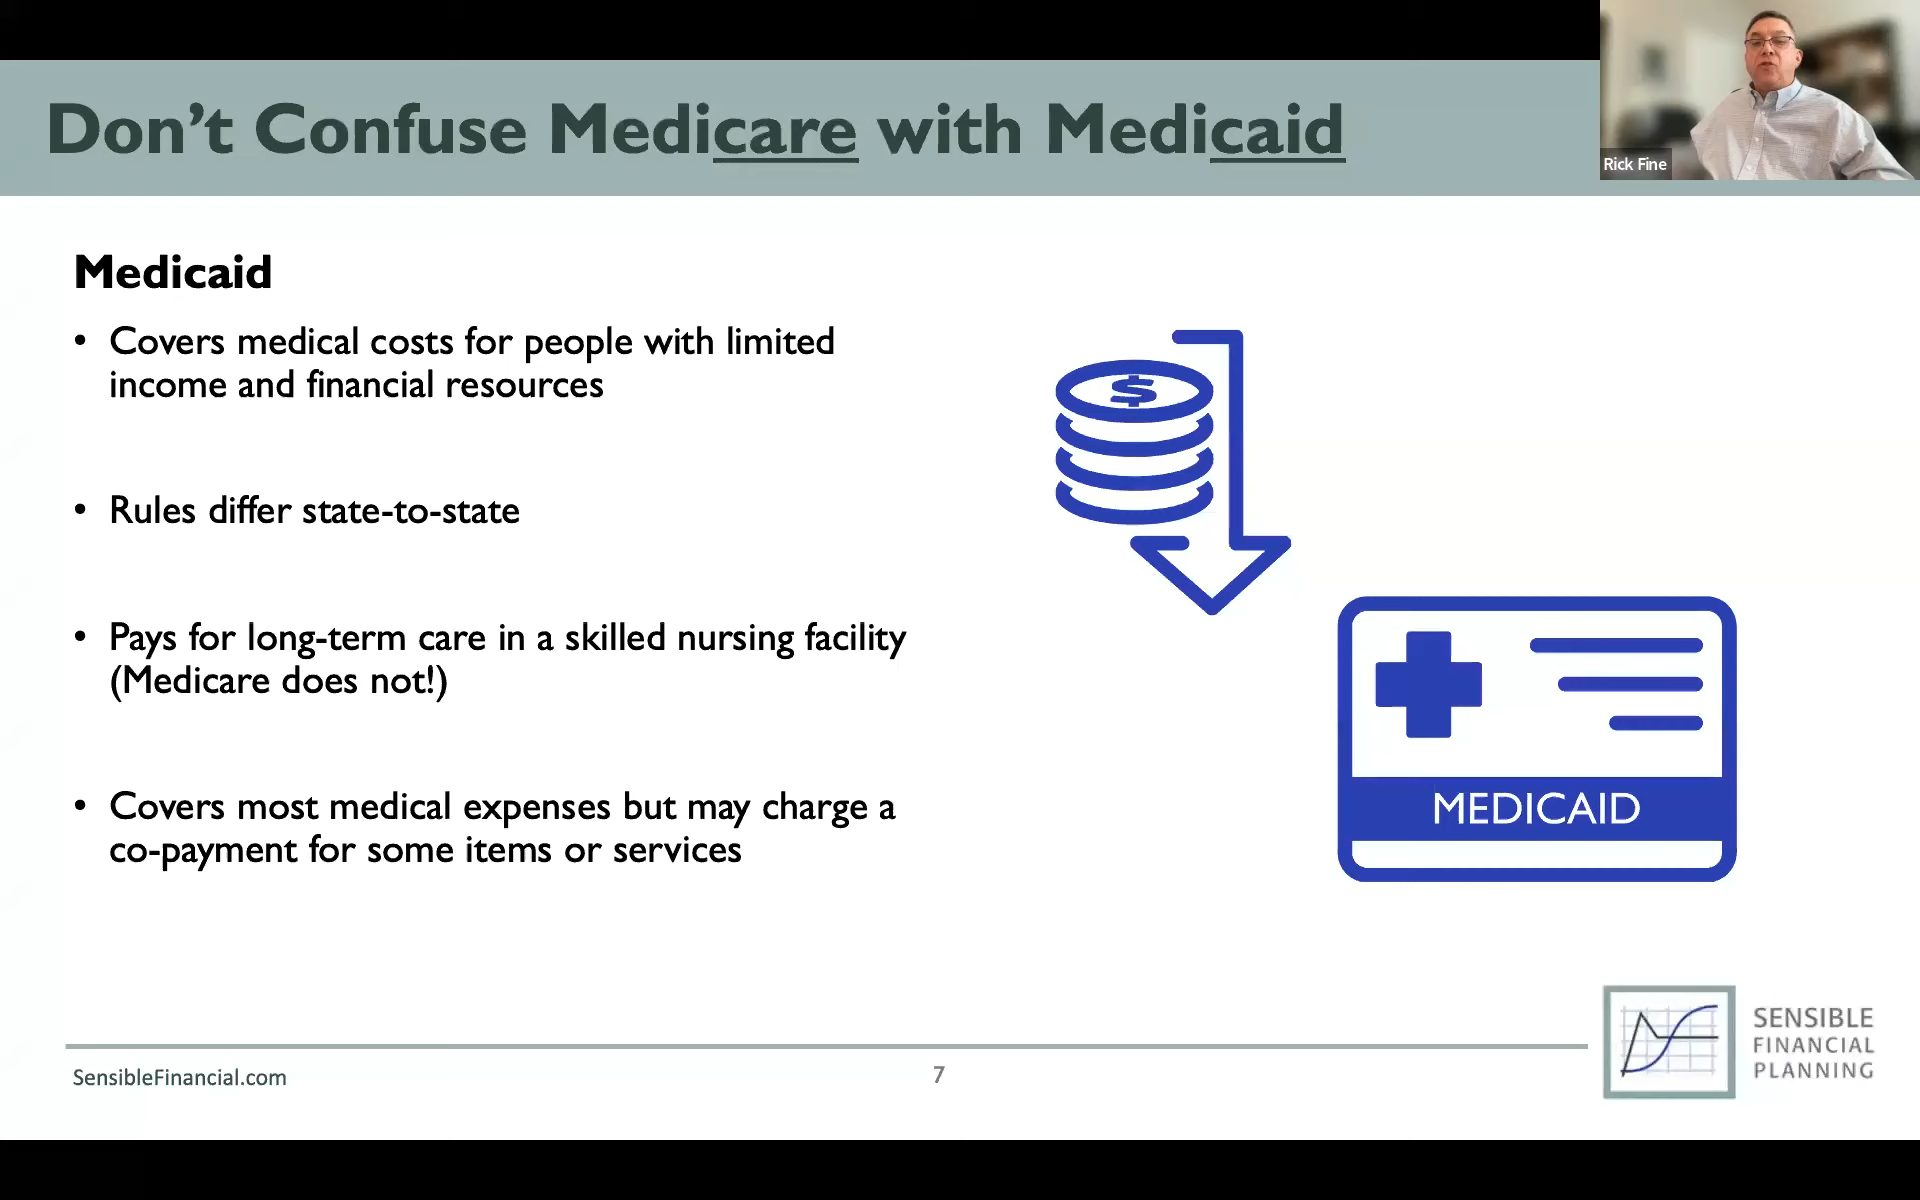 Don’t Confuse Medicare with Medicaid
Rick Fine
Medicaid
• Covers medical costs for people with limited
income and financial resources
• Rules differ state-to-state
• Pays for long-term care in a skilled nursing facility
(Medicare does not!)
• Covers most medical expenses but may charge a
co-payment for some items or services
$
MEDICAID
SensibleFinancial.com
7
SENSIBLE
FINANCIAL
PLANNING